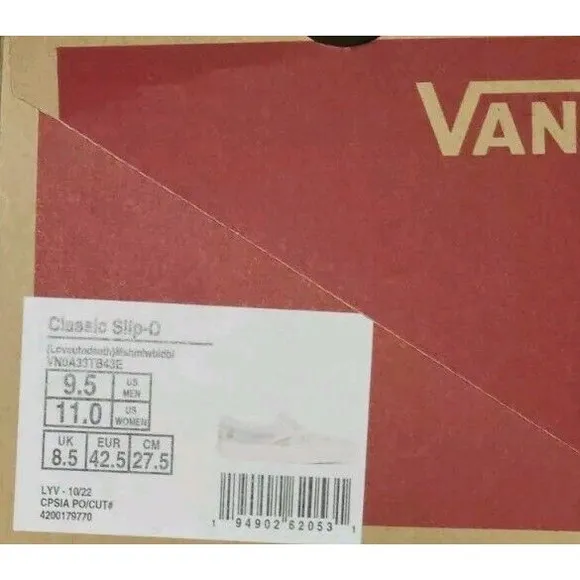 VAN
Classic Slip-O
VN0A33TB43E
9.5 US MEN
11.0 US WOMEN
UK EUR CM
8.5 42.5 27.5
LYV - 10/22
CPSIA PO/CUT#
4200179770
1 94902 62053 1